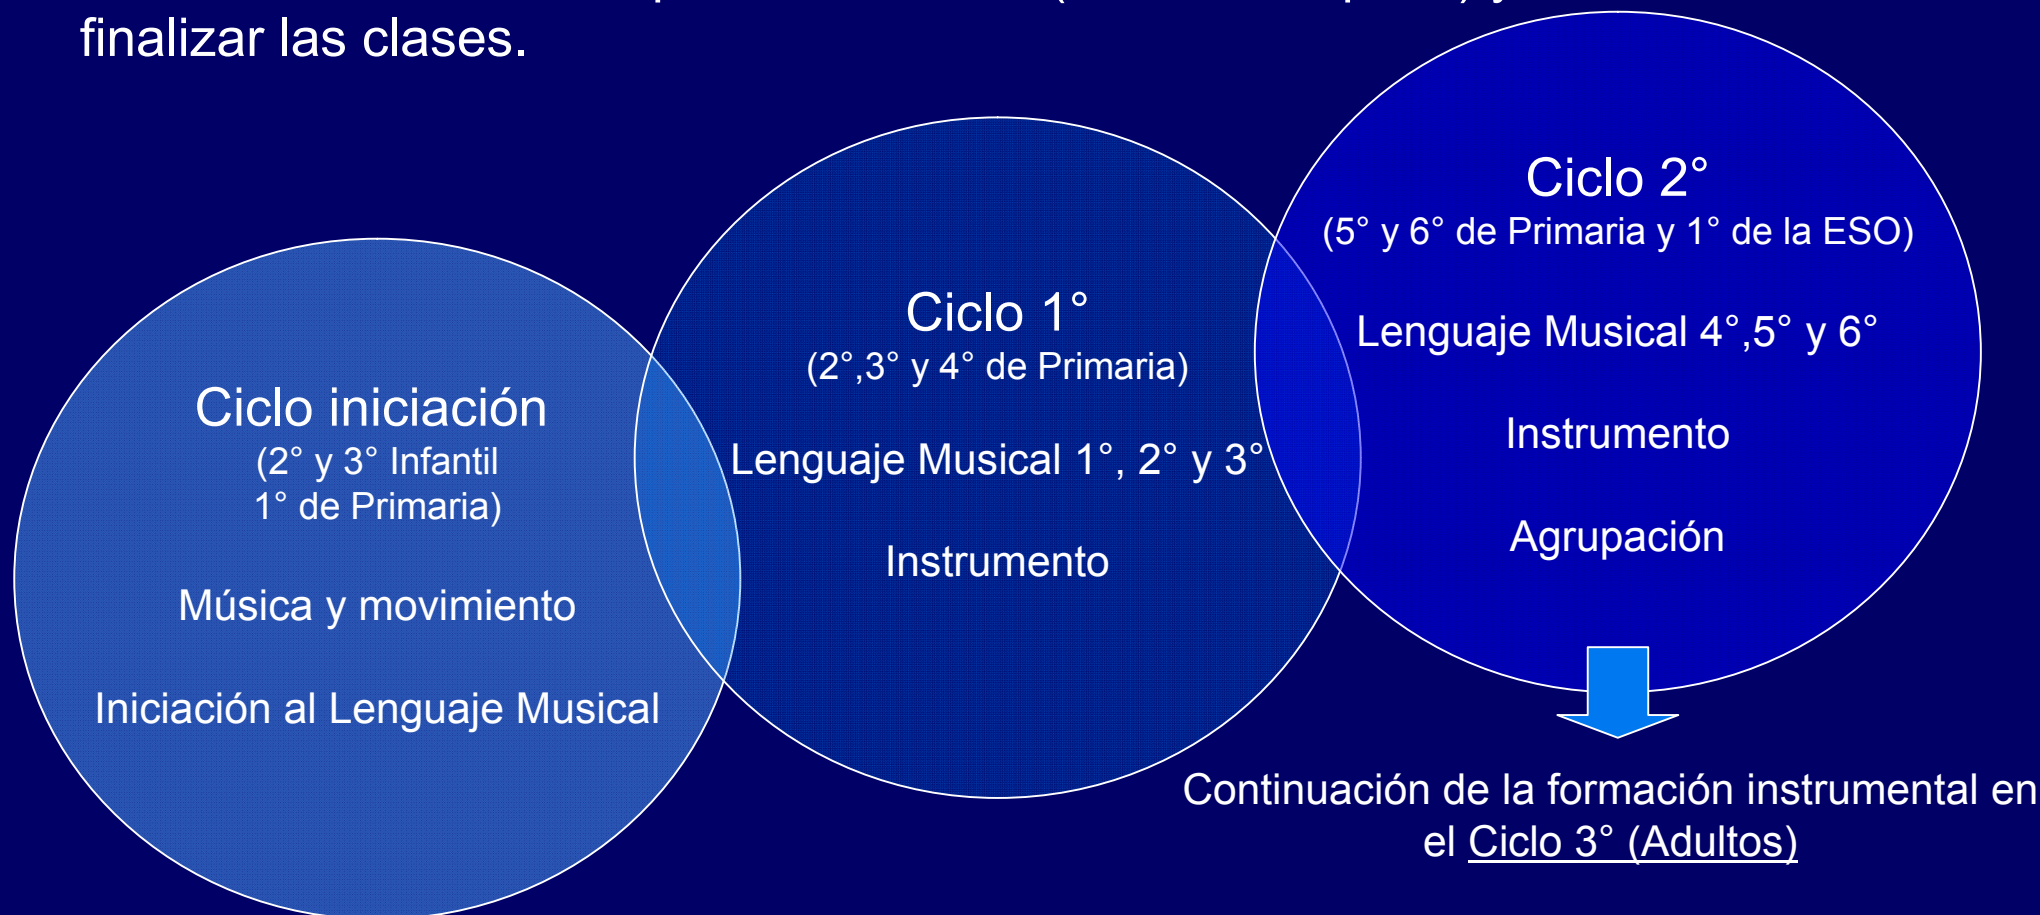 finalizar las clases.
Ciclo iniciación
(2° y 3° Infantil
1° de Primaria)
Música y movimiento
Iniciación al Lenguaje Musical
Ciclo 1°
(2°,3° y 4° de Primaria)
Lenguaje Musical 1°, 2° y 3°
Instrumento
Ciclo 2°
(5° y 6° de Primaria y 1° de la ESO)
Lenguaje Musical 4°,5° y 6°
Instrumento
Agrupación
Continuación de la formación instrumental en
el Ciclo 3° (Adultos)